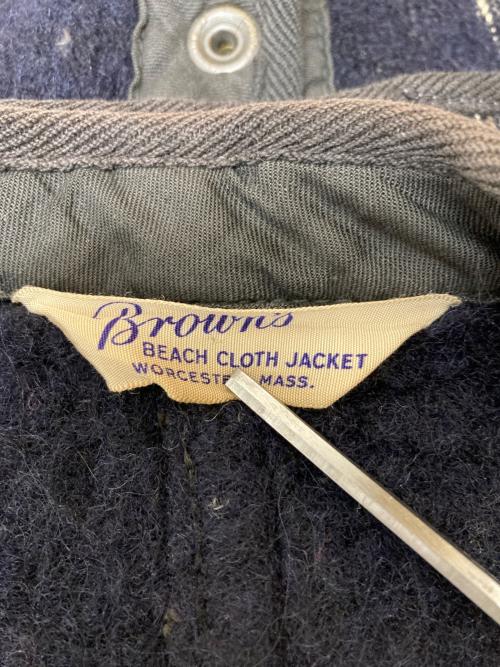 Brown's
BEACH CLOTH JACKET
WORCESTER, MASS.